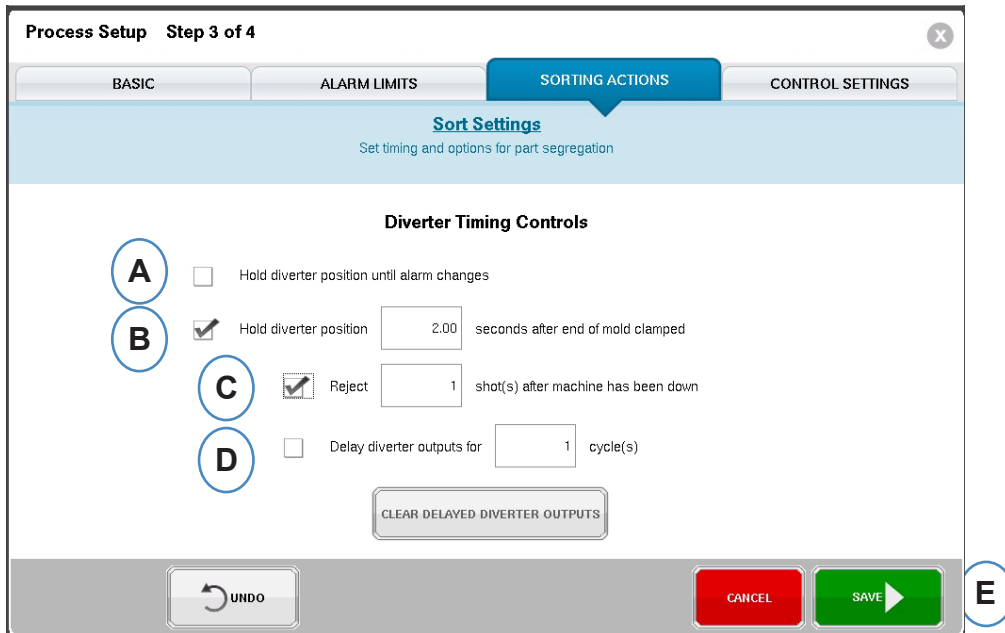 Process Setup Step 3 of 4
X
BASIC ALARM LIMITS SORTING ACTIONS CONTROL SETTINGS
Sort Settings
Set timing and options for part segregation
Diverter Timing Controls
A Hold diverter position until alarm changes
B Hold diverter position 2.00 seconds after end of mold clamped
C Reject 1 shot(s) after machine has been down
D Delay diverter outputs for 1 cycle(s)
CLEAR DELAYED DIVERTER OUTPUTS
UNDO CANCEL SAVE E